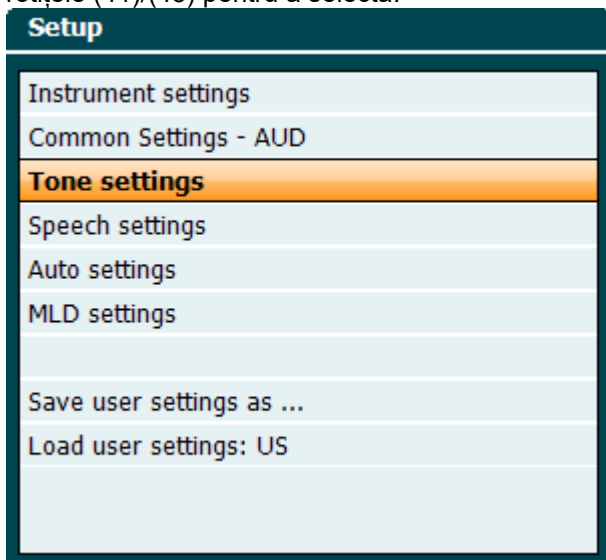 pentru a selecta.
Setup
Instrument settings
Common Settings - AUD
Tone settings
Speech settings
Auto settings
MLD settings
Save user settings as ...
Load user settings: US